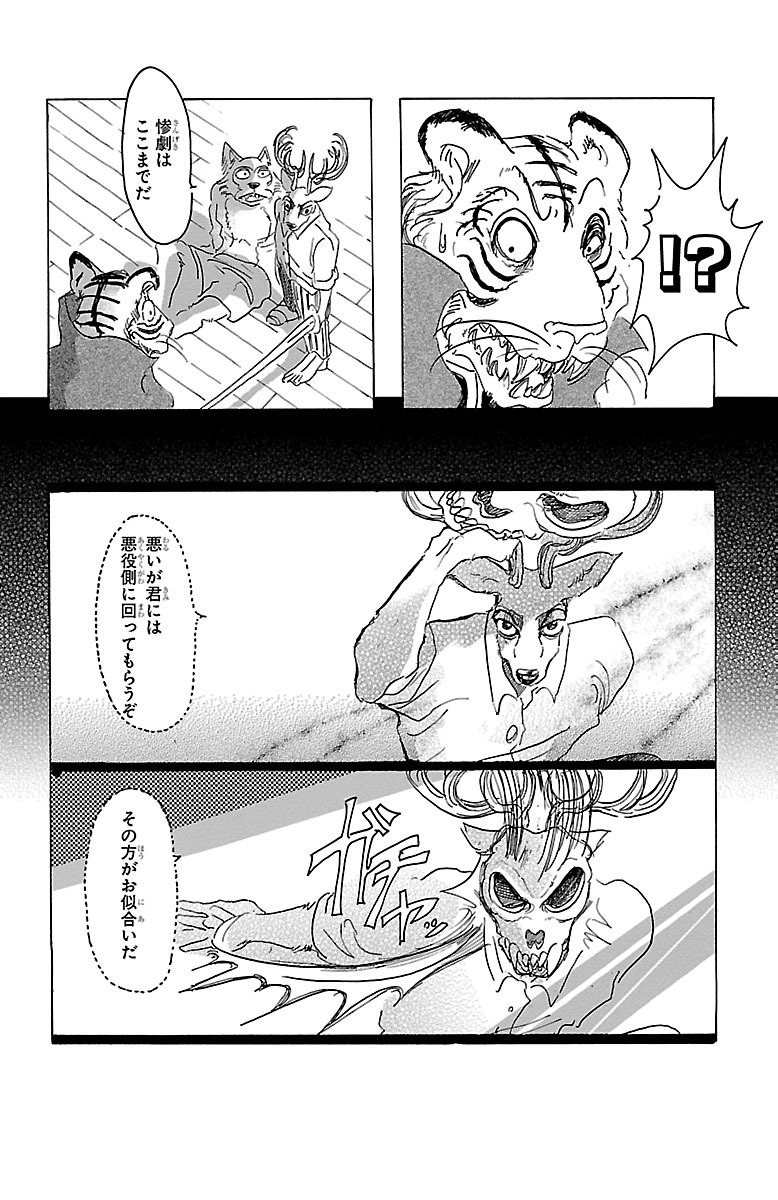 !?
惨劇は
ここまでだ
悪いが君には
悪役側に回ってもらうぞ
ガチャッ
その方がお似合いだ